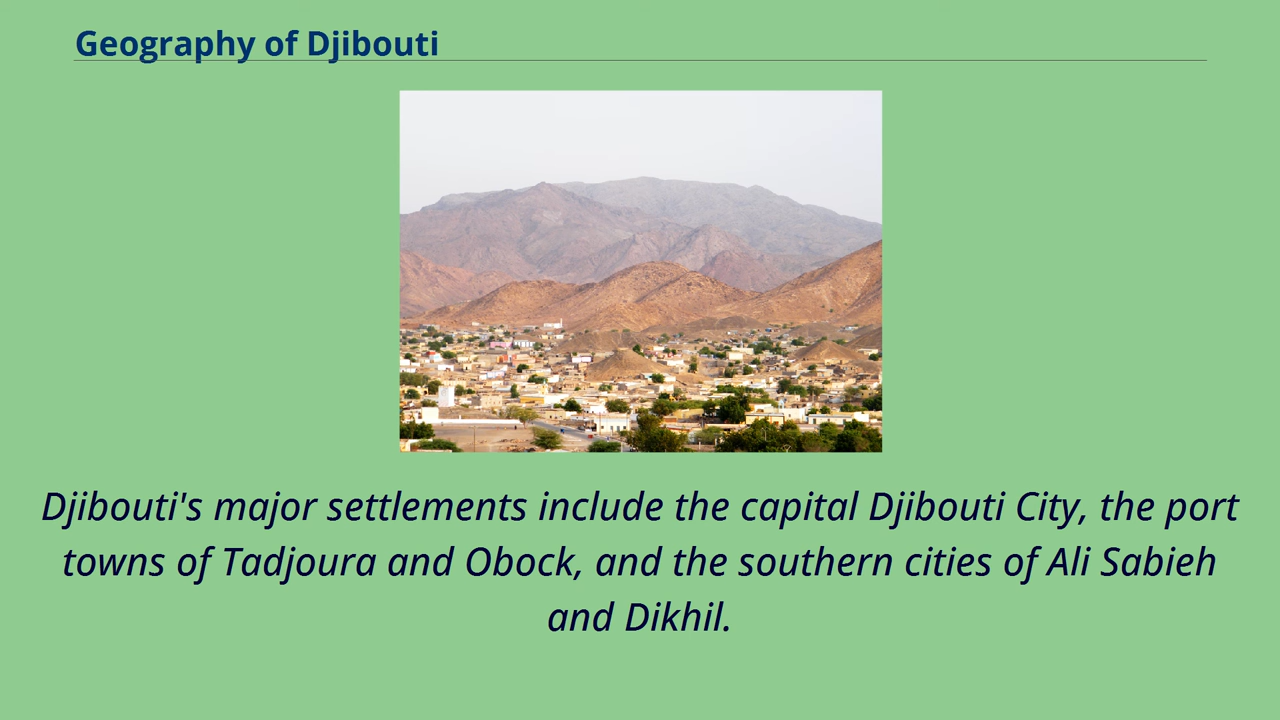 Geography of Djibouti
Djibouti's major settlements include the capital Djibouti City, the port
towns of Tadjoura and Obock, and the southern cities of Ali Sabieh
and Dikhil.